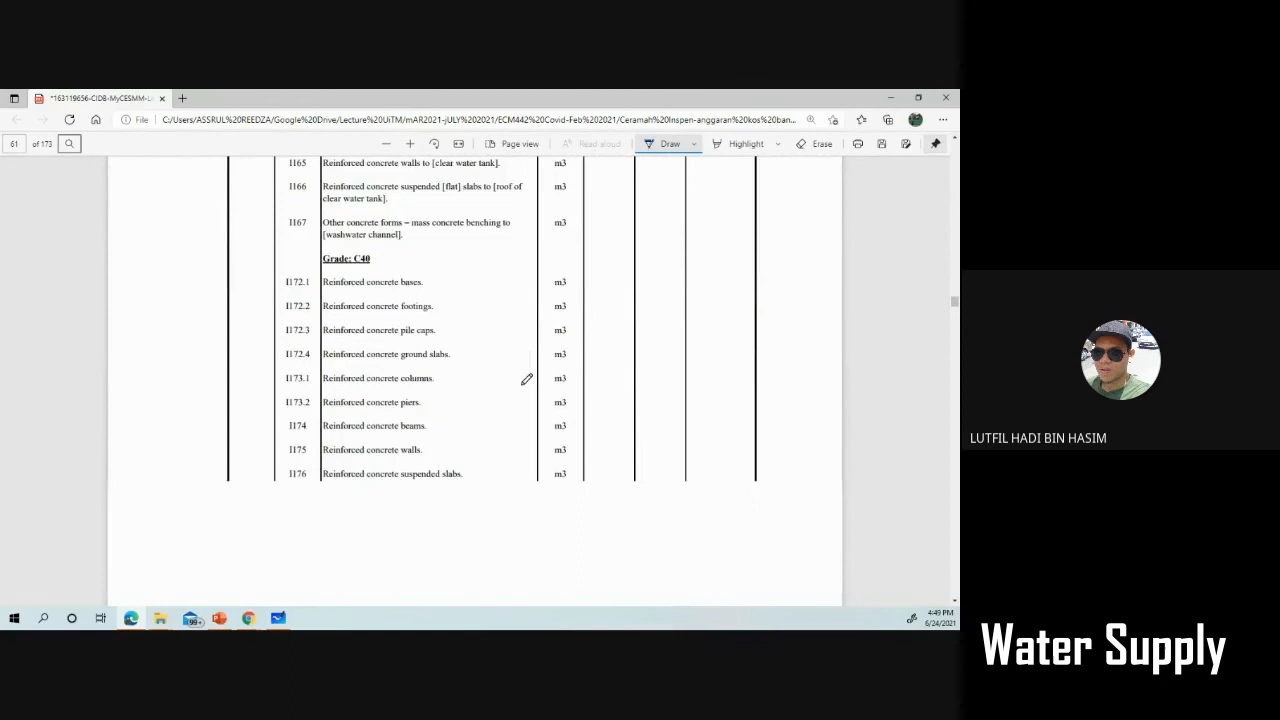 *163119656-CIDB-MyCESMM-Li
File
C:/Users/ASSRUL%20REEDZA/Google%20Drive/Lecture%20UiTM/mAR2021-jULY%202021/ECM442%20Covid-Feb%202021/Ceramah%20Inspen-anggaran%20kos%20ban...
61 of 173
Page view
Read aloud
Draw
Highlight
Erase
I165 Reinforced concrete walls to [clear water tank]. m3
I166 Reinforced concrete suspended [flat] slabs to [roof of m3
clear water tank].
I167 Other concrete forms – mass concrete benching to m3
[washwater channel].
Grade: C40
I172.1 Reinforced concrete bases. m3
I172.2 Reinforced concrete footings. m3
I172.3 Reinforced concrete pile caps. m3
I172.4 Reinforced concrete ground slabs. m3
I173.1 Reinforced concrete columns. m3
I173.2 Reinforced concrete piers. m3
I174 Reinforced concrete beams. m3
I175 Reinforced concrete walls. m3
I176 Reinforced concrete suspended slabs. m3
LUTFIL HADI BIN HASIM
99+
4:49 PM
6/24/2021
Water Supply